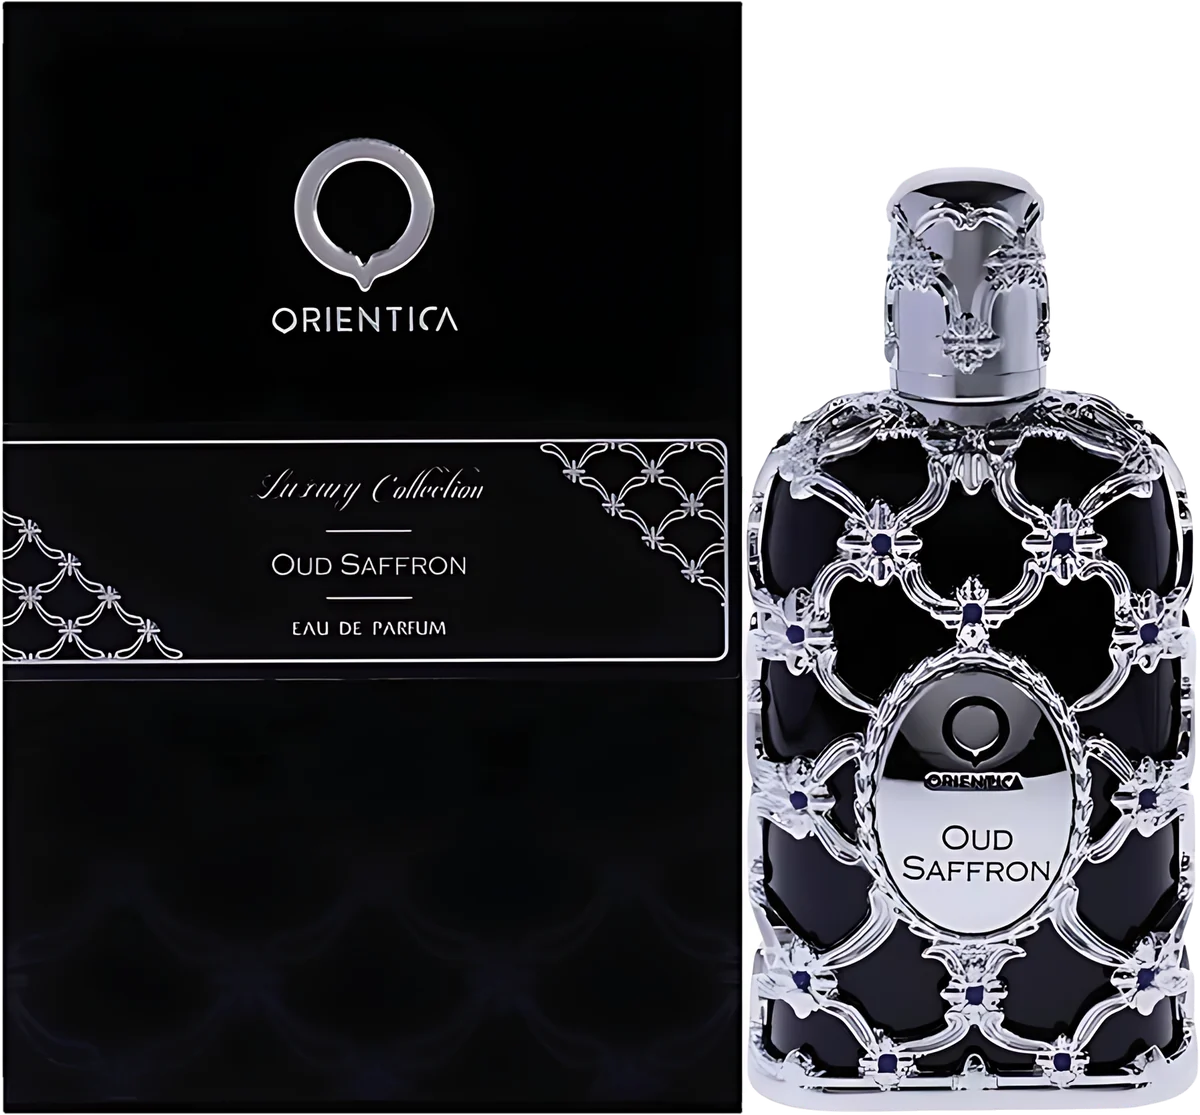 ORIENTICA
Luxury Collection
OUD SAFFRON
EAU DE PARFUM
ORIENTICA
OUD
SAFFRON